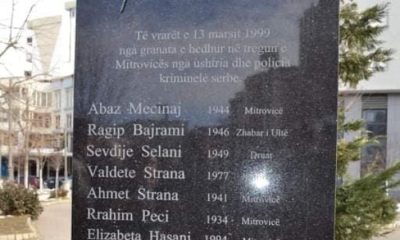 Të vrarët e 13 marsit 1999
nga granata e hedhur në tregun e
Mitrovicës nga ushtria dhe policia
kriminele serbe.
Abaz Mecinaj 1944 Mitrovicë
Ragip Bajrami 1946 Zhabar i Ultë
Sevdije Selani 1949
Valdete Strana 1977
Ahmet Strana 1941 Mitrovicë
Rrahim Peci 1934 Mitrovicë
Elizabeta Hasani